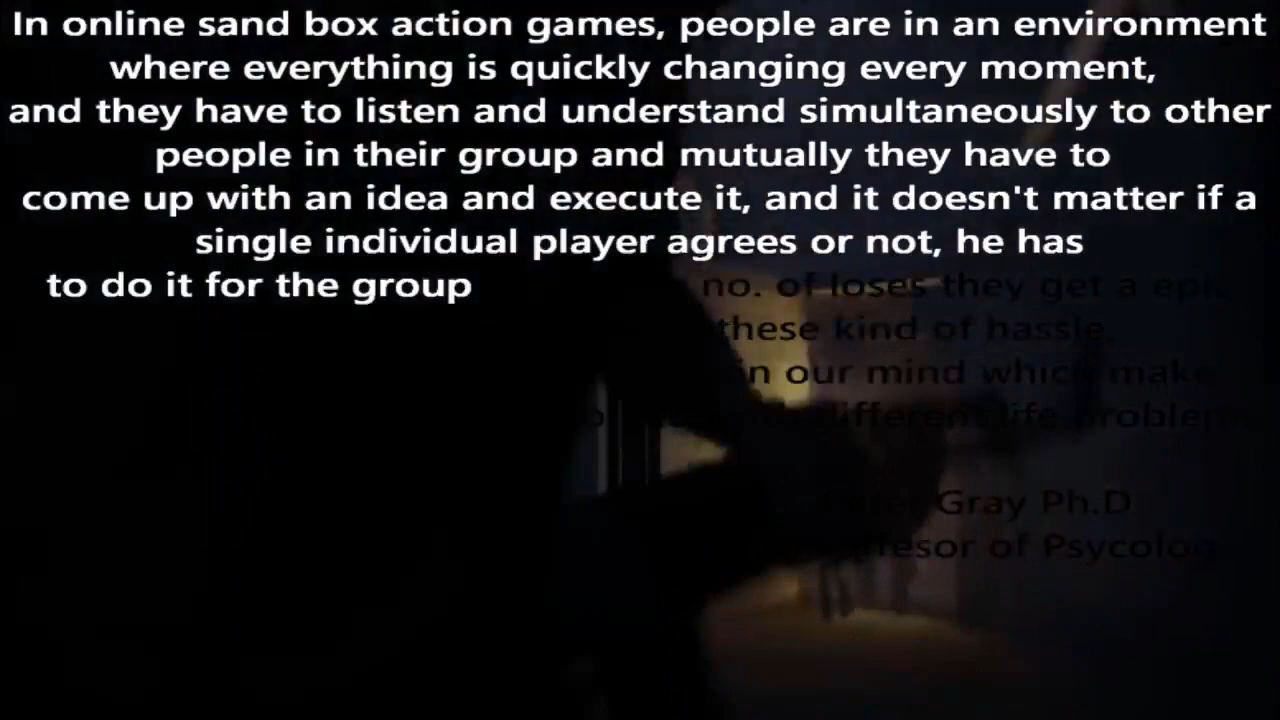 In online sand box action games, people are in an environment
where everything is quickly changing every moment,
and they have to listen and understand simultaneously to other
people in their group and mutually they have to
come up with an idea and execute it, and it doesn't matter if a
single individual player agrees or not, he has
to do it for the group no. of loses they get a
these kind of hassle.
in our mind which make
different life problem
Gray Ph.D
of